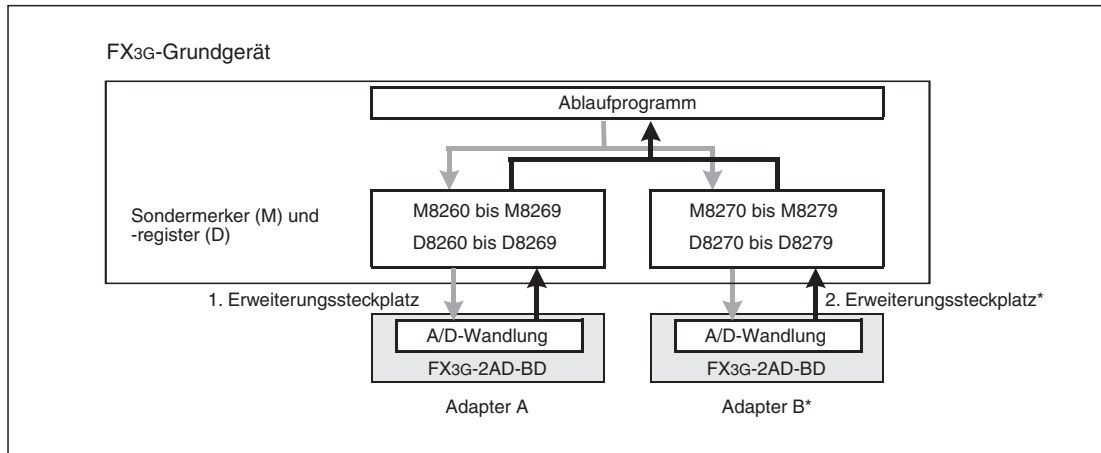 FX3G-Grundgerät
Ablaufprogramm
Sondermerker (M) und
-register (D)
M8260 bis M8269
D8260 bis D8269
M8270 bis M8279
D8270 bis D8279
1. Erweiterungssteckplatz
2. Erweiterungssteckplatz*
A/D-Wandlung
FX3G-2AD-BD
Adapter A
A/D-Wandlung
FX3G-2AD-BD
Adapter B*